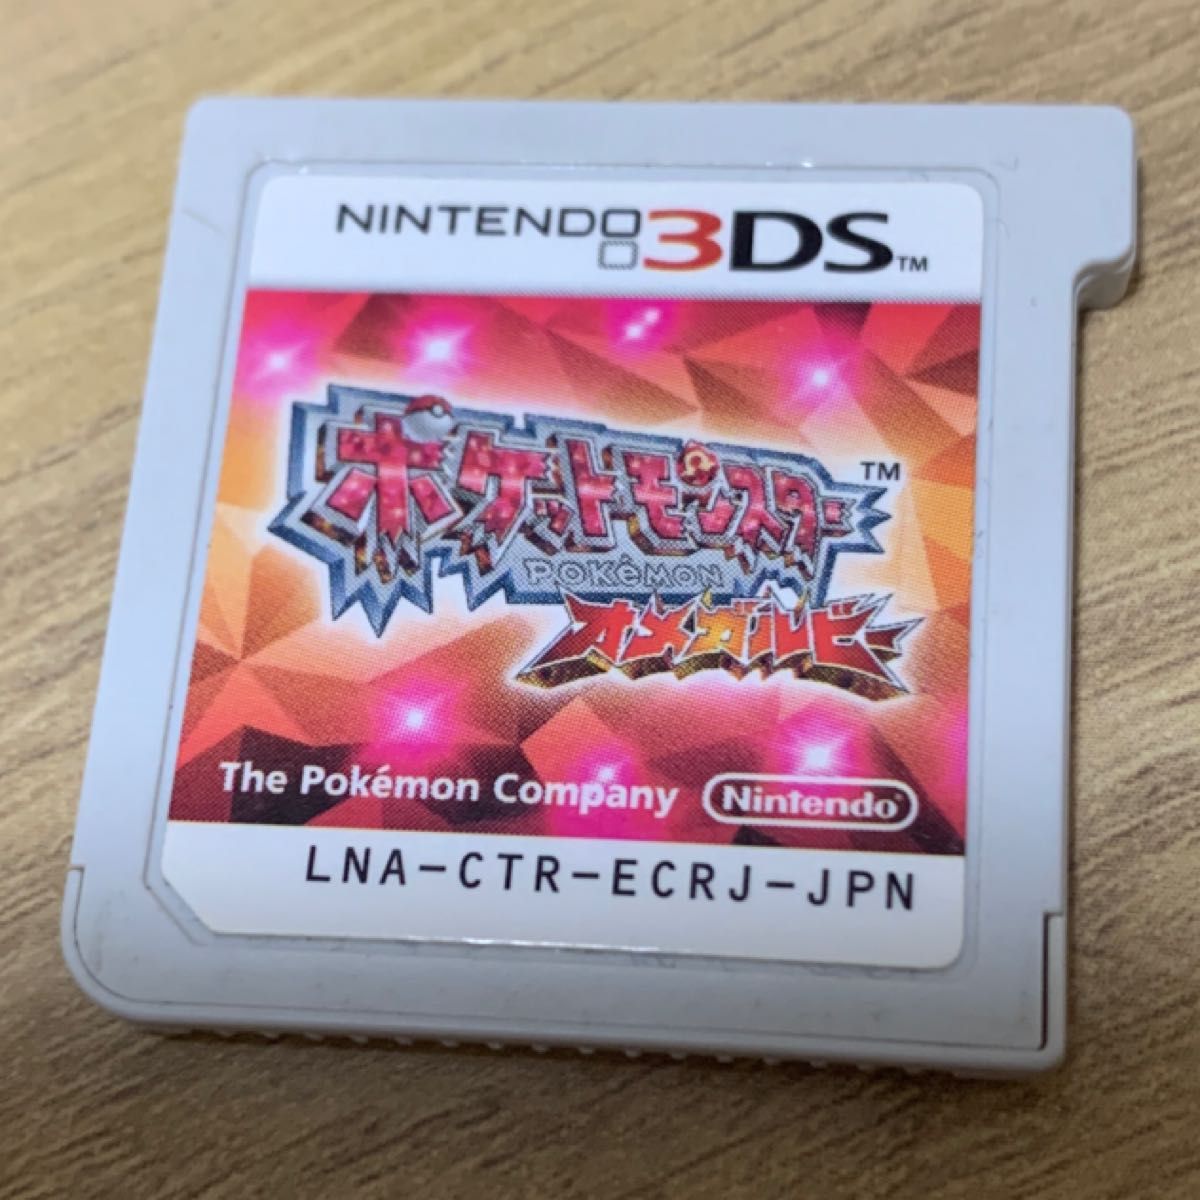 NINTENDO 3DS™
ポケットモンスター™
POKéMON
オメガルビー
The Pokémon Company Nintendo®
LNA-CTR-ECRJ-JPN